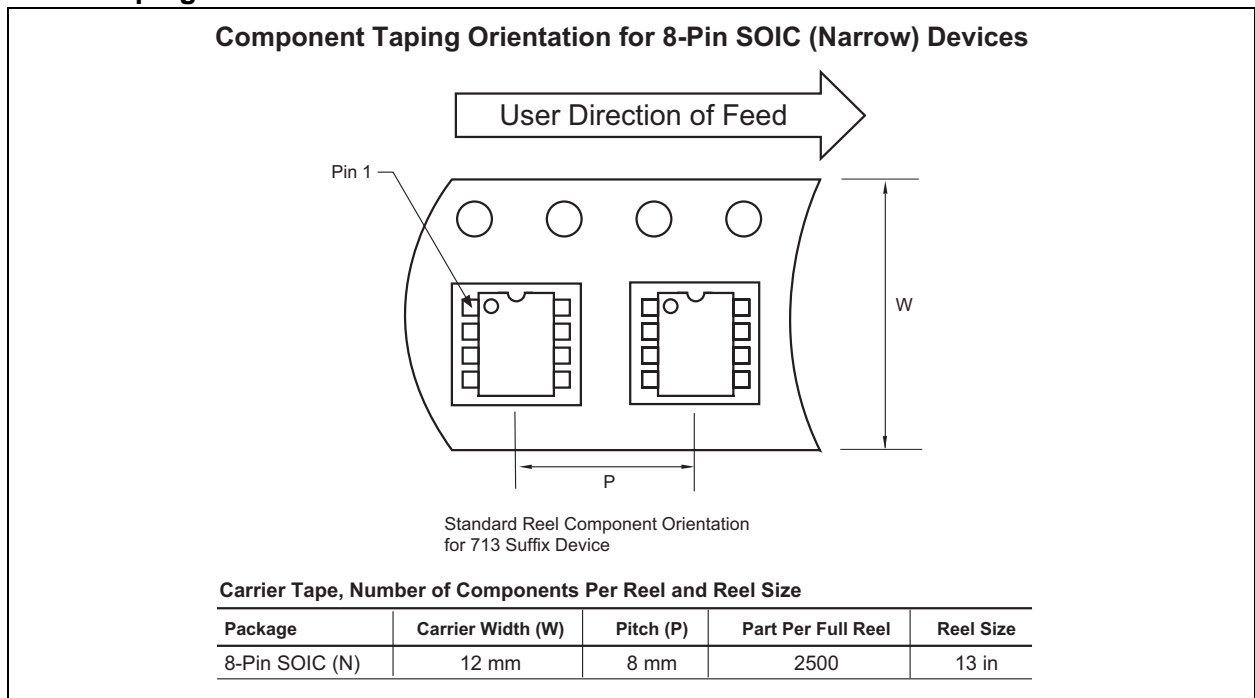 Component Taping Orientation for 8-Pin SOIC (Narrow) Devices
User Direction of Feed
Pin 1
W
P
Standard Reel Component Orientation
for 713 Suffix Device
Carrier Tape, Number of Components Per Reel and Reel Size
Package Carrier Width (W) Pitch (P) Part Per Full Reel Reel Size
8-Pin SOIC (N) 12 mm 8 mm 2500 13 in